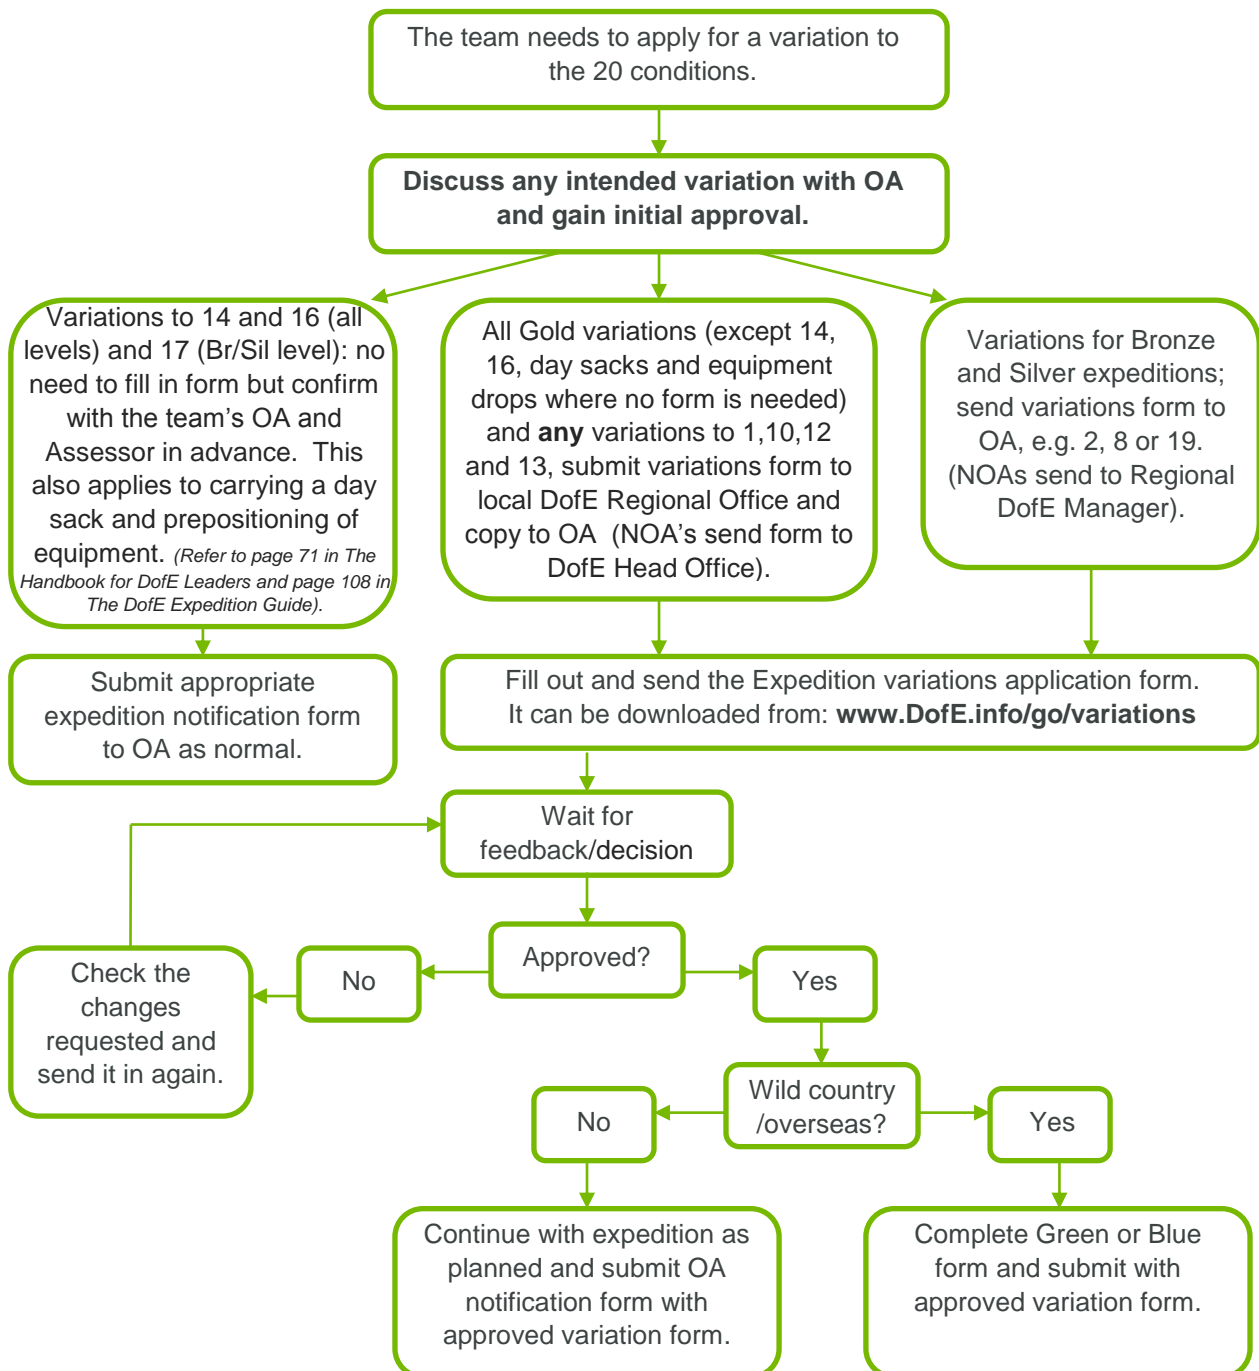 The team needs to apply for a variation to
the 20 conditions.
Discuss any intended variation with OA
and gain initial approval.
Variations to 14 and 16 (all
levels) and 17 (Br/Sil level): no
need to fill in form but confirm
with the team's OA and
Assessor in advance.  This
also applies to carrying a day
sack and prepositioning of
equipment. (Refer to page 71 in The
Handbook for DofE Leaders and page 108 in
The DofE Expedition Guide).
All Gold variations (except 14,
16, day sacks and equipment
drops where no form is needed)
and any variations to 1,10,12
and 13, submit variations form to
local DofE Regional Office and
copy to OA  (NOA's send form to
DofE Head Office).
Variations for Bronze
and Silver expeditions;
send variations form to
OA, e.g. 2, 8 or 19.
(NOAs send to Regional
DofE Manager).
Submit appropriate
expedition notification form
to OA as normal.
Fill out and send the Expedition variations application form.
It can be downloaded from: www.DofE.info/go/variations
Wait for
feedback/decision
Approved?
No
Yes
Check the
changes
requested and
send it in again.
Wild country
/overseas?
No
Yes
Continue with expedition as
planned and submit OA
notification form with
approved variation form.
Complete Green or Blue
form and submit with
approved variation form.